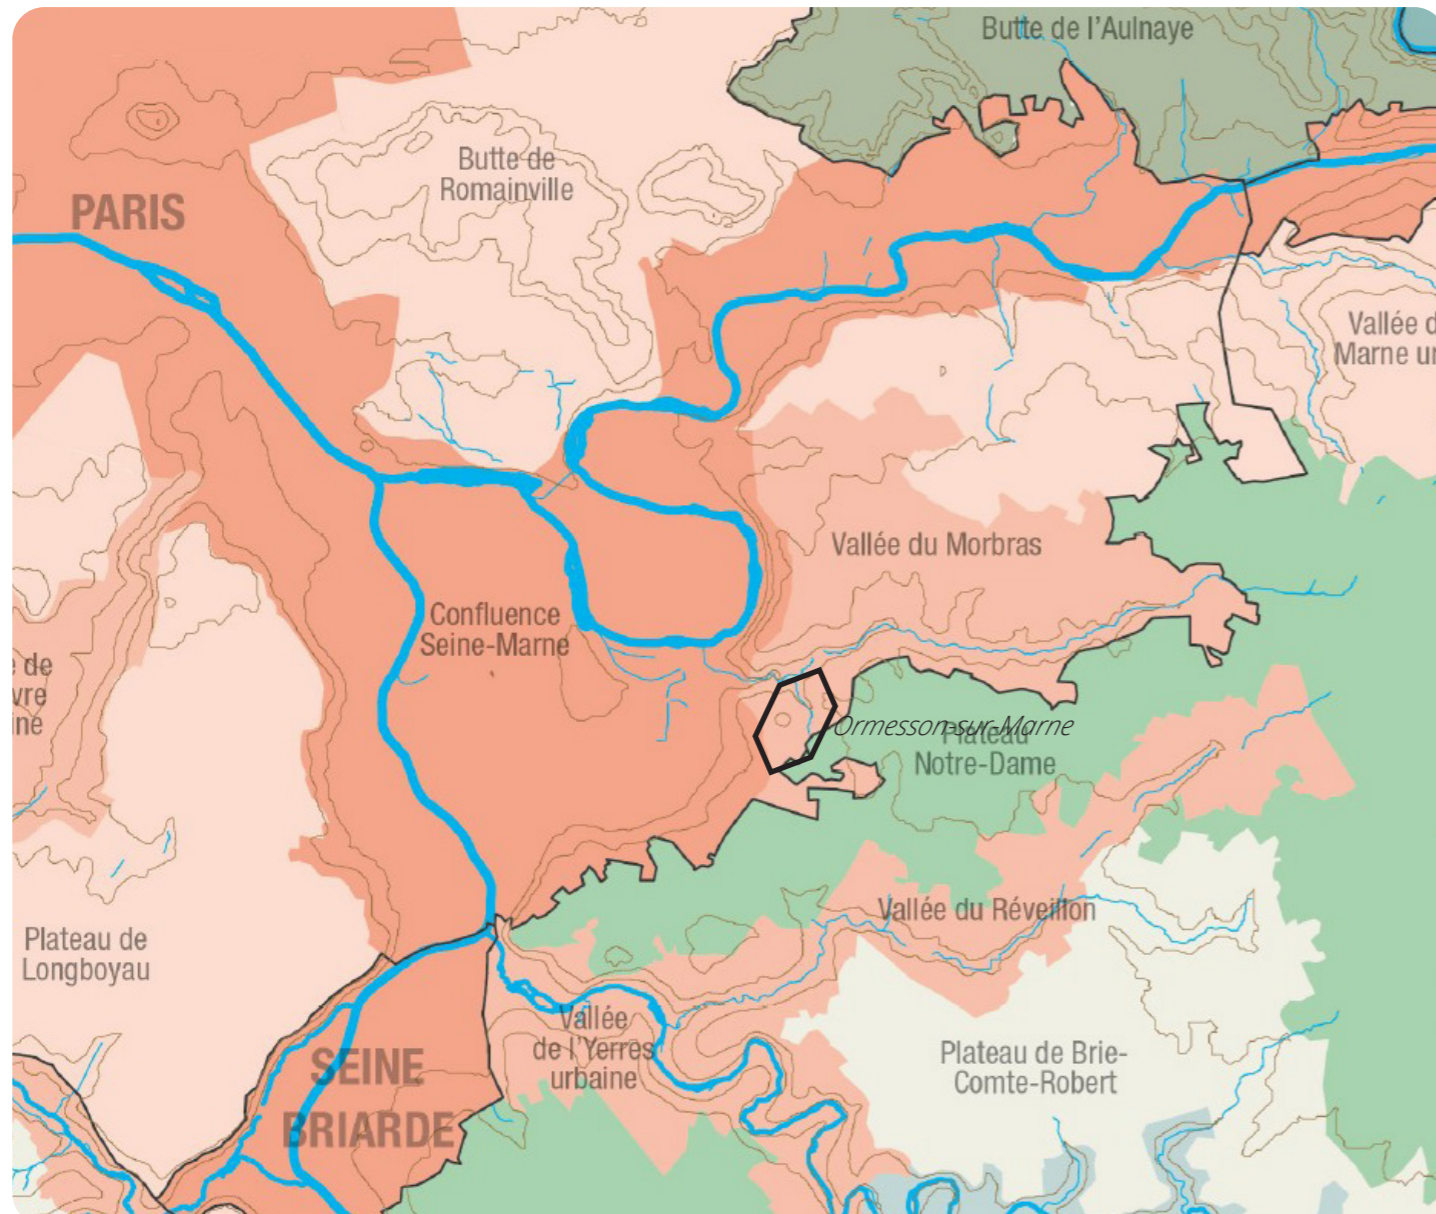 Butte de l'Aulnaye
Butte de
Romainville
PARIS
Vallée d
Marne ur
Vallée du Morbras
Confluence
Seine-Marne
e de
vre
ine
Ormesson-sur-Marne
Plateau
Notre-Dame
Vallée du Réveillon
Plateau de
Longboyau
Vallée
de l'Yerres
urbaine
Plateau de Brie-
Comte-Robert
SEINE
BRIARDE